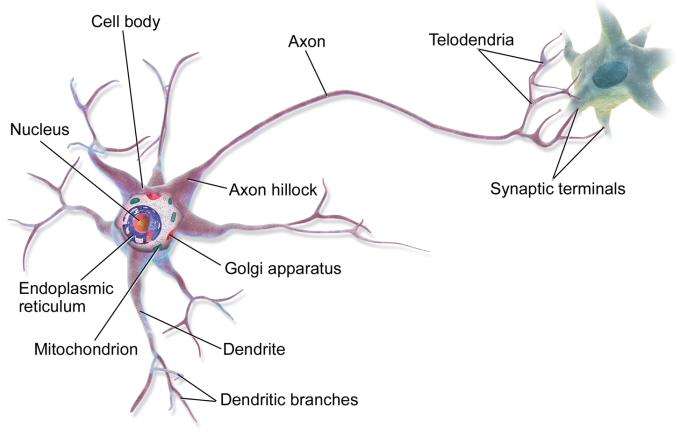 Cell body
Axon
Telodendria
Nucleus
Axon hillock
Synaptic terminals
Golgi apparatus
Endoplasmic
reticulum
Mitochondrion
Dendrite
Dendritic branches